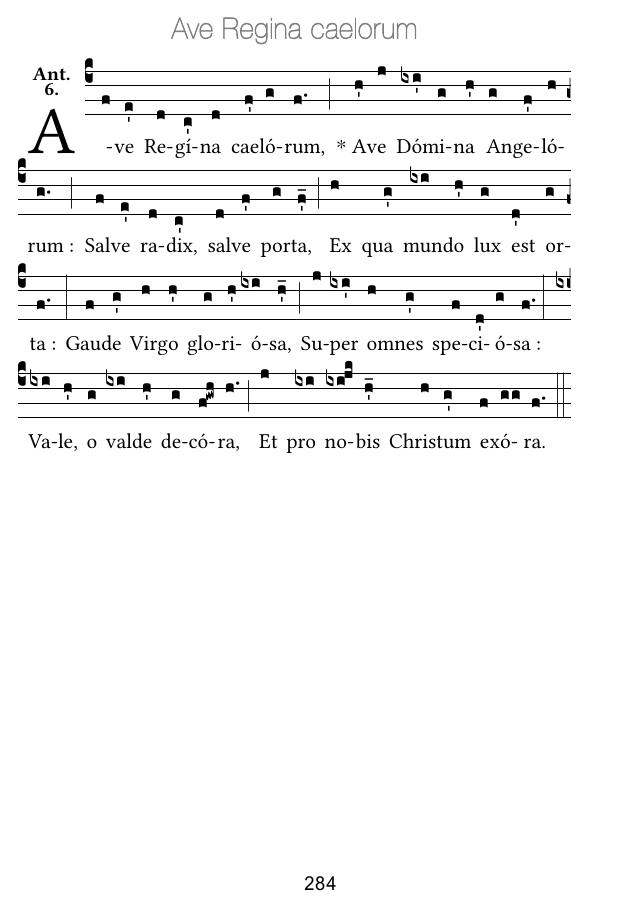 Ave Regina caelorum
Ant.
6.
A-ve Re-gí-na caeló-rum, * Ave Dómi-na Ange-ló-
rum : Salve ra-dix, salve porta, Ex qua mundo lux est or-
ta : Gaude Virgo glo-ri- ó-sa, Su-per omnes spe-ci- ó-sa :
Va-le, o valde de-có-ra, Et pro no-bis Christum exó- ra.
284